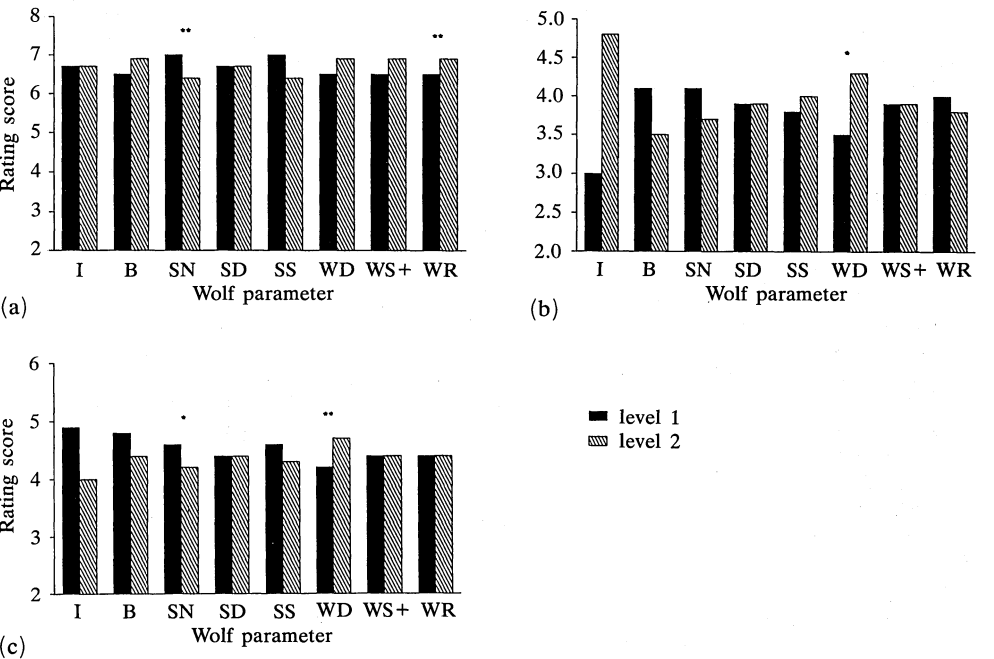 Rating score
8
7
6
5
4
3
2
** **
I B SN SD SS WD WS+ WR
Wolf parameter
(a)
5.0
4.5
4.0
3.5
3.0
2.5
2.0
*
I B SN SD SS WD WS+ WR
Wolf parameter
(b)
Rating score
6
5
4
3
2
* **
I B SN SD SS WD WS+ WR
Wolf parameter
(c)
level 1
level 2